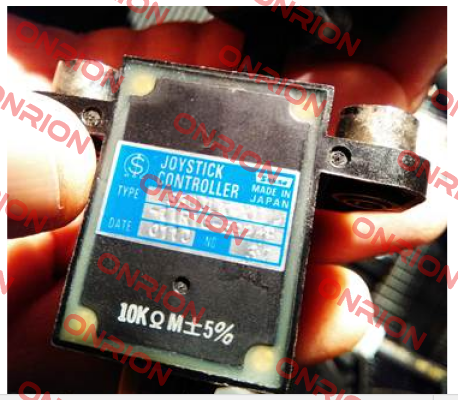 JOYSTICK
CONTROLLER
MADE IN
JAPAN
TYPE
DATE
NO
10KΩM±5%
ONRION